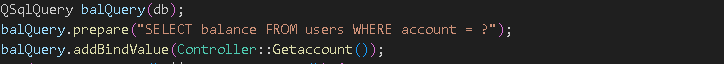 QSqlQuery balQuery(db);
balQuery.prepare("SELECT balance FROM users WHERE account = ?");
balQuery.addBindValue(Controller::Getaccount());